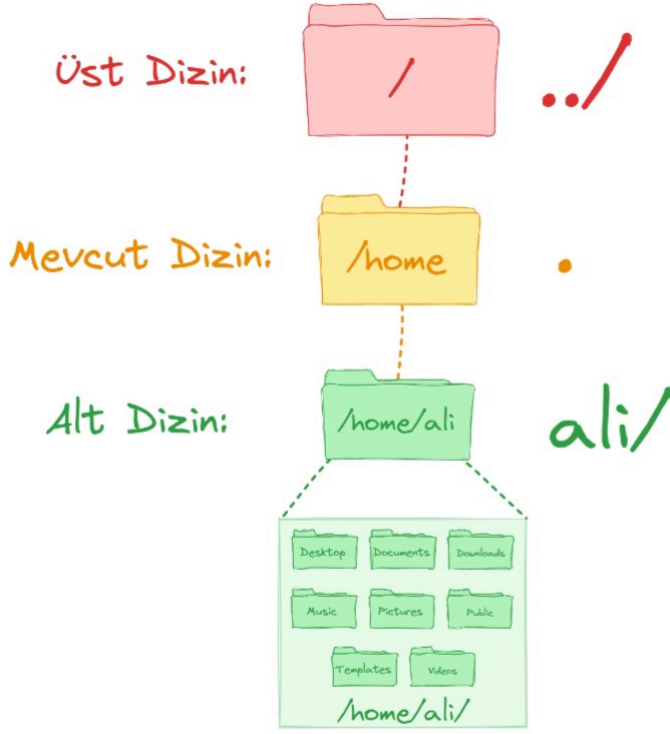 Üst Dizin: / ../
Mevcut Dizin: /home .
Alt Dizin: /home/ali ali/
Desktop Documents Downloads
Music Pictures Public
Templates Videos
/home/ali/